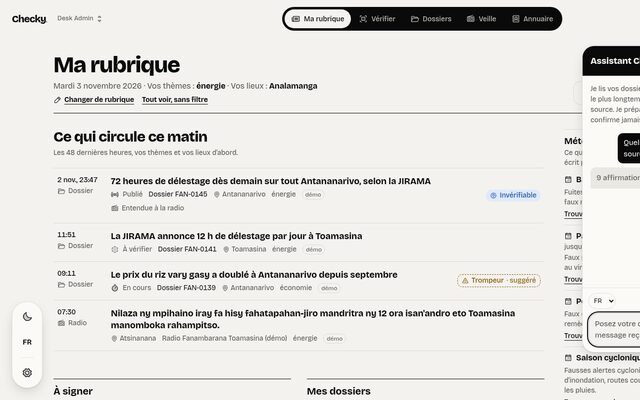 Checky.
Desk Admin
Ma rubrique
Vérifier
Dossiers
Veille
Annuaire
Ma rubrique
Mardi 3 novembre 2026 · Vos thèmes : énergie · Vos lieux : Analamanga
Changer de rubrique Tout voir, sans filtre
Ce qui circule ce matin
Les 48 dernières heures, vos thèmes et vos lieux d'abord.
2 nov., 23:47
Dossier
72 heures de délestage dès demain sur tout Antananarivo, selon la JIRAMA
Publié Dossier FAN-0145 Antananarivo énergie démo
Entendue à la radio
Invérifiable
11:51
Dossier
La JIRAMA annonce 12 h de délestage par jour à Toamasina
À vérifier Dossier FAN-0141 Toamasina énergie démo
09:11
Dossier
Le prix du riz vary gasy a doublé à Antananarivo depuis septembre
En cours Dossier FAN-0139 Antananarivo économie démo
Trompeur · suggéré
07:30
Radio
Nilaza ny mpihaino iray fa hisy fahatapahan-jiro mandritra ny 12 ora isan'andro eto Toamasina
manomboka rahampitso.
Atsinanana Radio Fanambarana Toamasina (démo) énergie démo
À signer
Mes dossiers
FR
Assistant C
Je lis vos dossie
le plus longtem
source. Je prépa
confirme jamais
Quel
sour
9 affirmation
FR
Posez votre q
message reç
Mét
Ce qu
écrit p
B
Fuites
faux r
Trouv
P
jusqu
Faux
au vir
Trouv
P
Faux
remè
Trouv
Saison cyclonique
Fausses alertes cycloni
d'inondation, routes cou
les pluies.